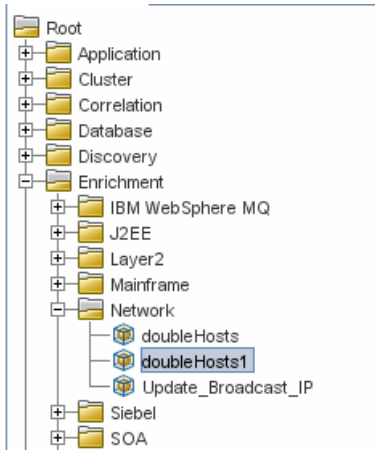 Root
Application
Cluster
Correlation
Database
Discovery
Enrichment
IBM WebSphere MQ
J2EE
Layer2
Mainframe
Network
doubleHosts
doubleHosts1
Update_Broadcast_IP
Siebel
SOA